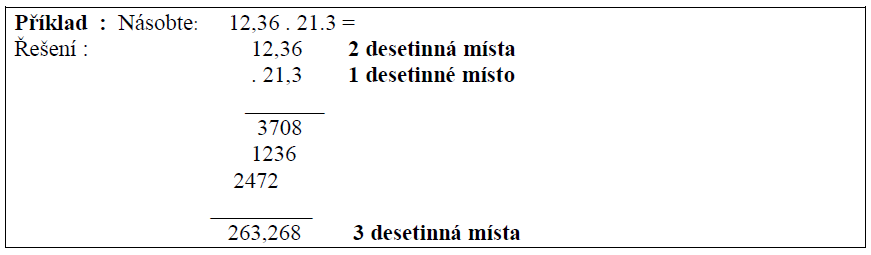 Příklad : Násobte: 12,36 . 21.3 =
Řešení : 12,36 2 desetinná místa
. 21,3 1 desetinné místo
3708
1236
2472
263,268 3 desetinná místa